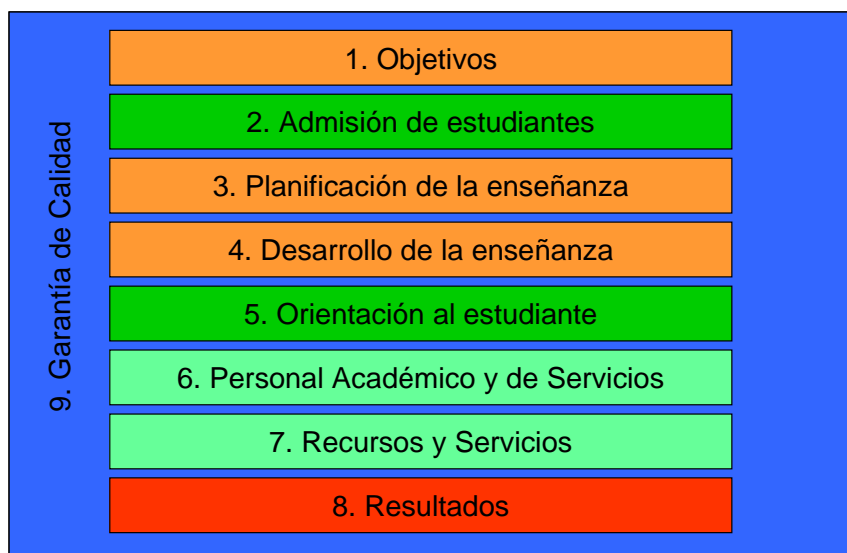 1. Objetivos
2. Admisión de estudiantes
3. Planificación de la enseñanza
4. Desarrollo de la enseñanza
5. Orientación al estudiante
6. Personal Académico y de Servicios
7. Recursos y Servicios
8. Resultados
9. Garantía de Calidad